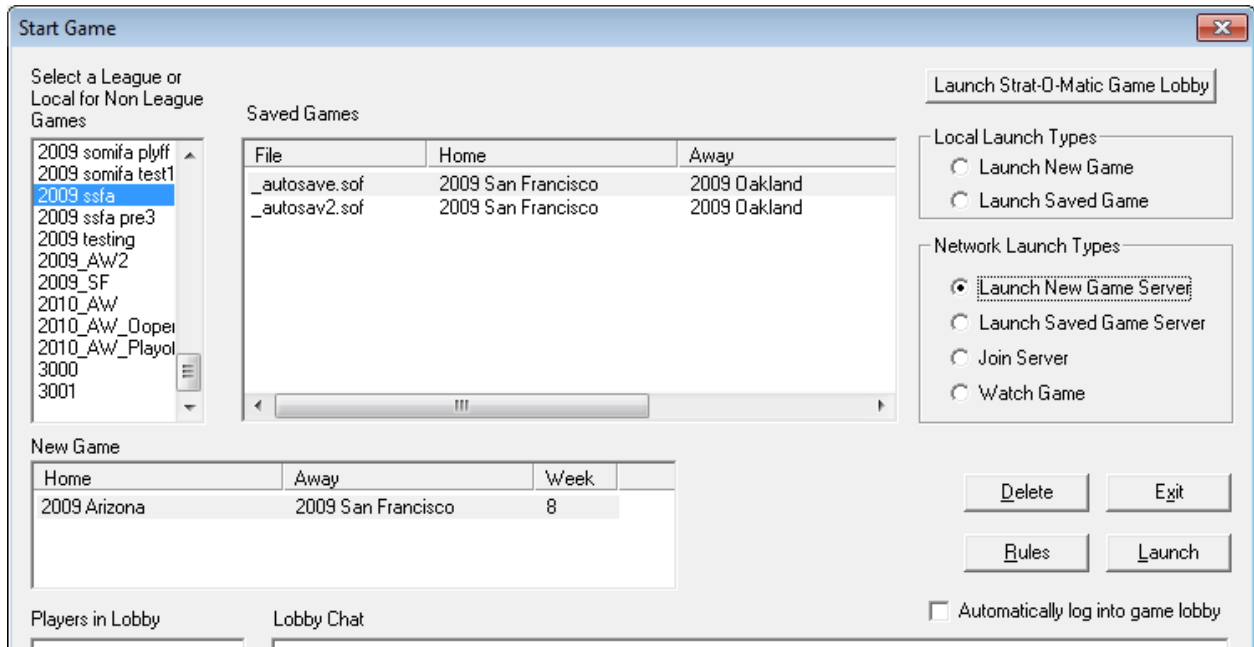 Start Game
Select a League or
Local for Non League
Games
2009 somifa plyff
2009 somifa test1
2009 ssfa
2009 ssfa pre3
2009 testing
2009_AW2
2009_SF
2010_AW
2010_AW_Ooper
2010_AW_Playof
3000
3001
Saved Games
File Home Away
_autosave.sof 2009 San Francisco 2009 Oakland
_autosav2.sof 2009 San Francisco 2009 Oakland
Launch Strat-O-Matic Game Lobby
Local Launch Types
Launch New Game
Launch Saved Game
Network Launch Types
Launch New Game Server
Launch Saved Game Server
Join Server
Watch Game
New Game
Home Away Week
2009 Arizona 2009 San Francisco 8
Delete Exit
Rules Launch
Automatically log into game lobby
Players in Lobby
Lobby Chat